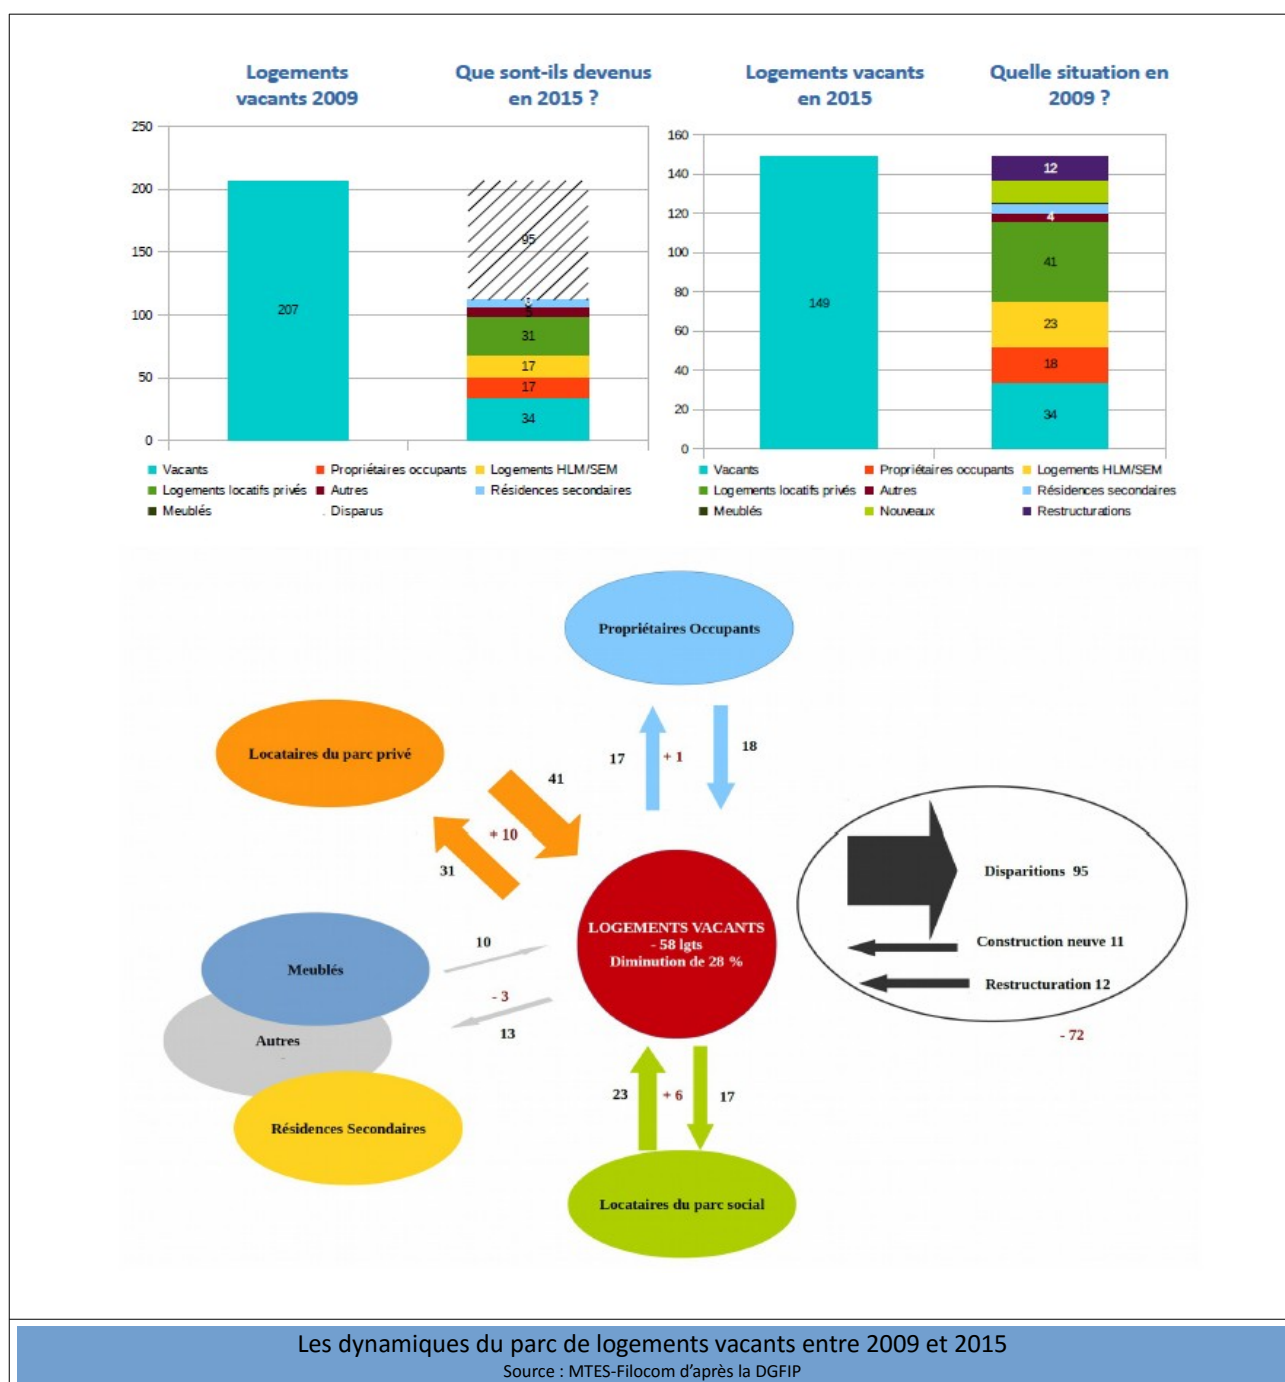 Logements
vacants 2009
Que sont-ils devenus
en 2015 ?
Logements vacants
en 2015
Quelle situation en
2009 ?
250
200
150
100
50
0
207
95
31
17
17
34
Vacants
Propriétaires occupants
Logements HLM/SEM
Logements locatifs privés
Autres
Résidences secondaires
Meublés
Disparus
160
140
120
100
80
60
40
20
0
149
12
4
41
23
18
34
Vacants
Propriétaires occupants
Logements HLM/SEM
Logements locatifs privés
Autres
Résidences secondaires
Meublés
Nouveaux
Restructurations
Propriétaires Occupants
17
+ 1
18
Locataires du parc privé
41
+ 10
31
LOGEMENTS VACANTS
- 58 lgts
Diminution de 28 %
Disparitions 95
Construction neuve 11
Restructuration 12
- 72
Meublés
10
- 3
13
Autres
Résidences Secondaires
23
+ 6
17
Locataires du parc social
Les dynamiques du parc de logements vacants entre 2009 et 2015
Source : MTES-Filocom d’après la DGFIP